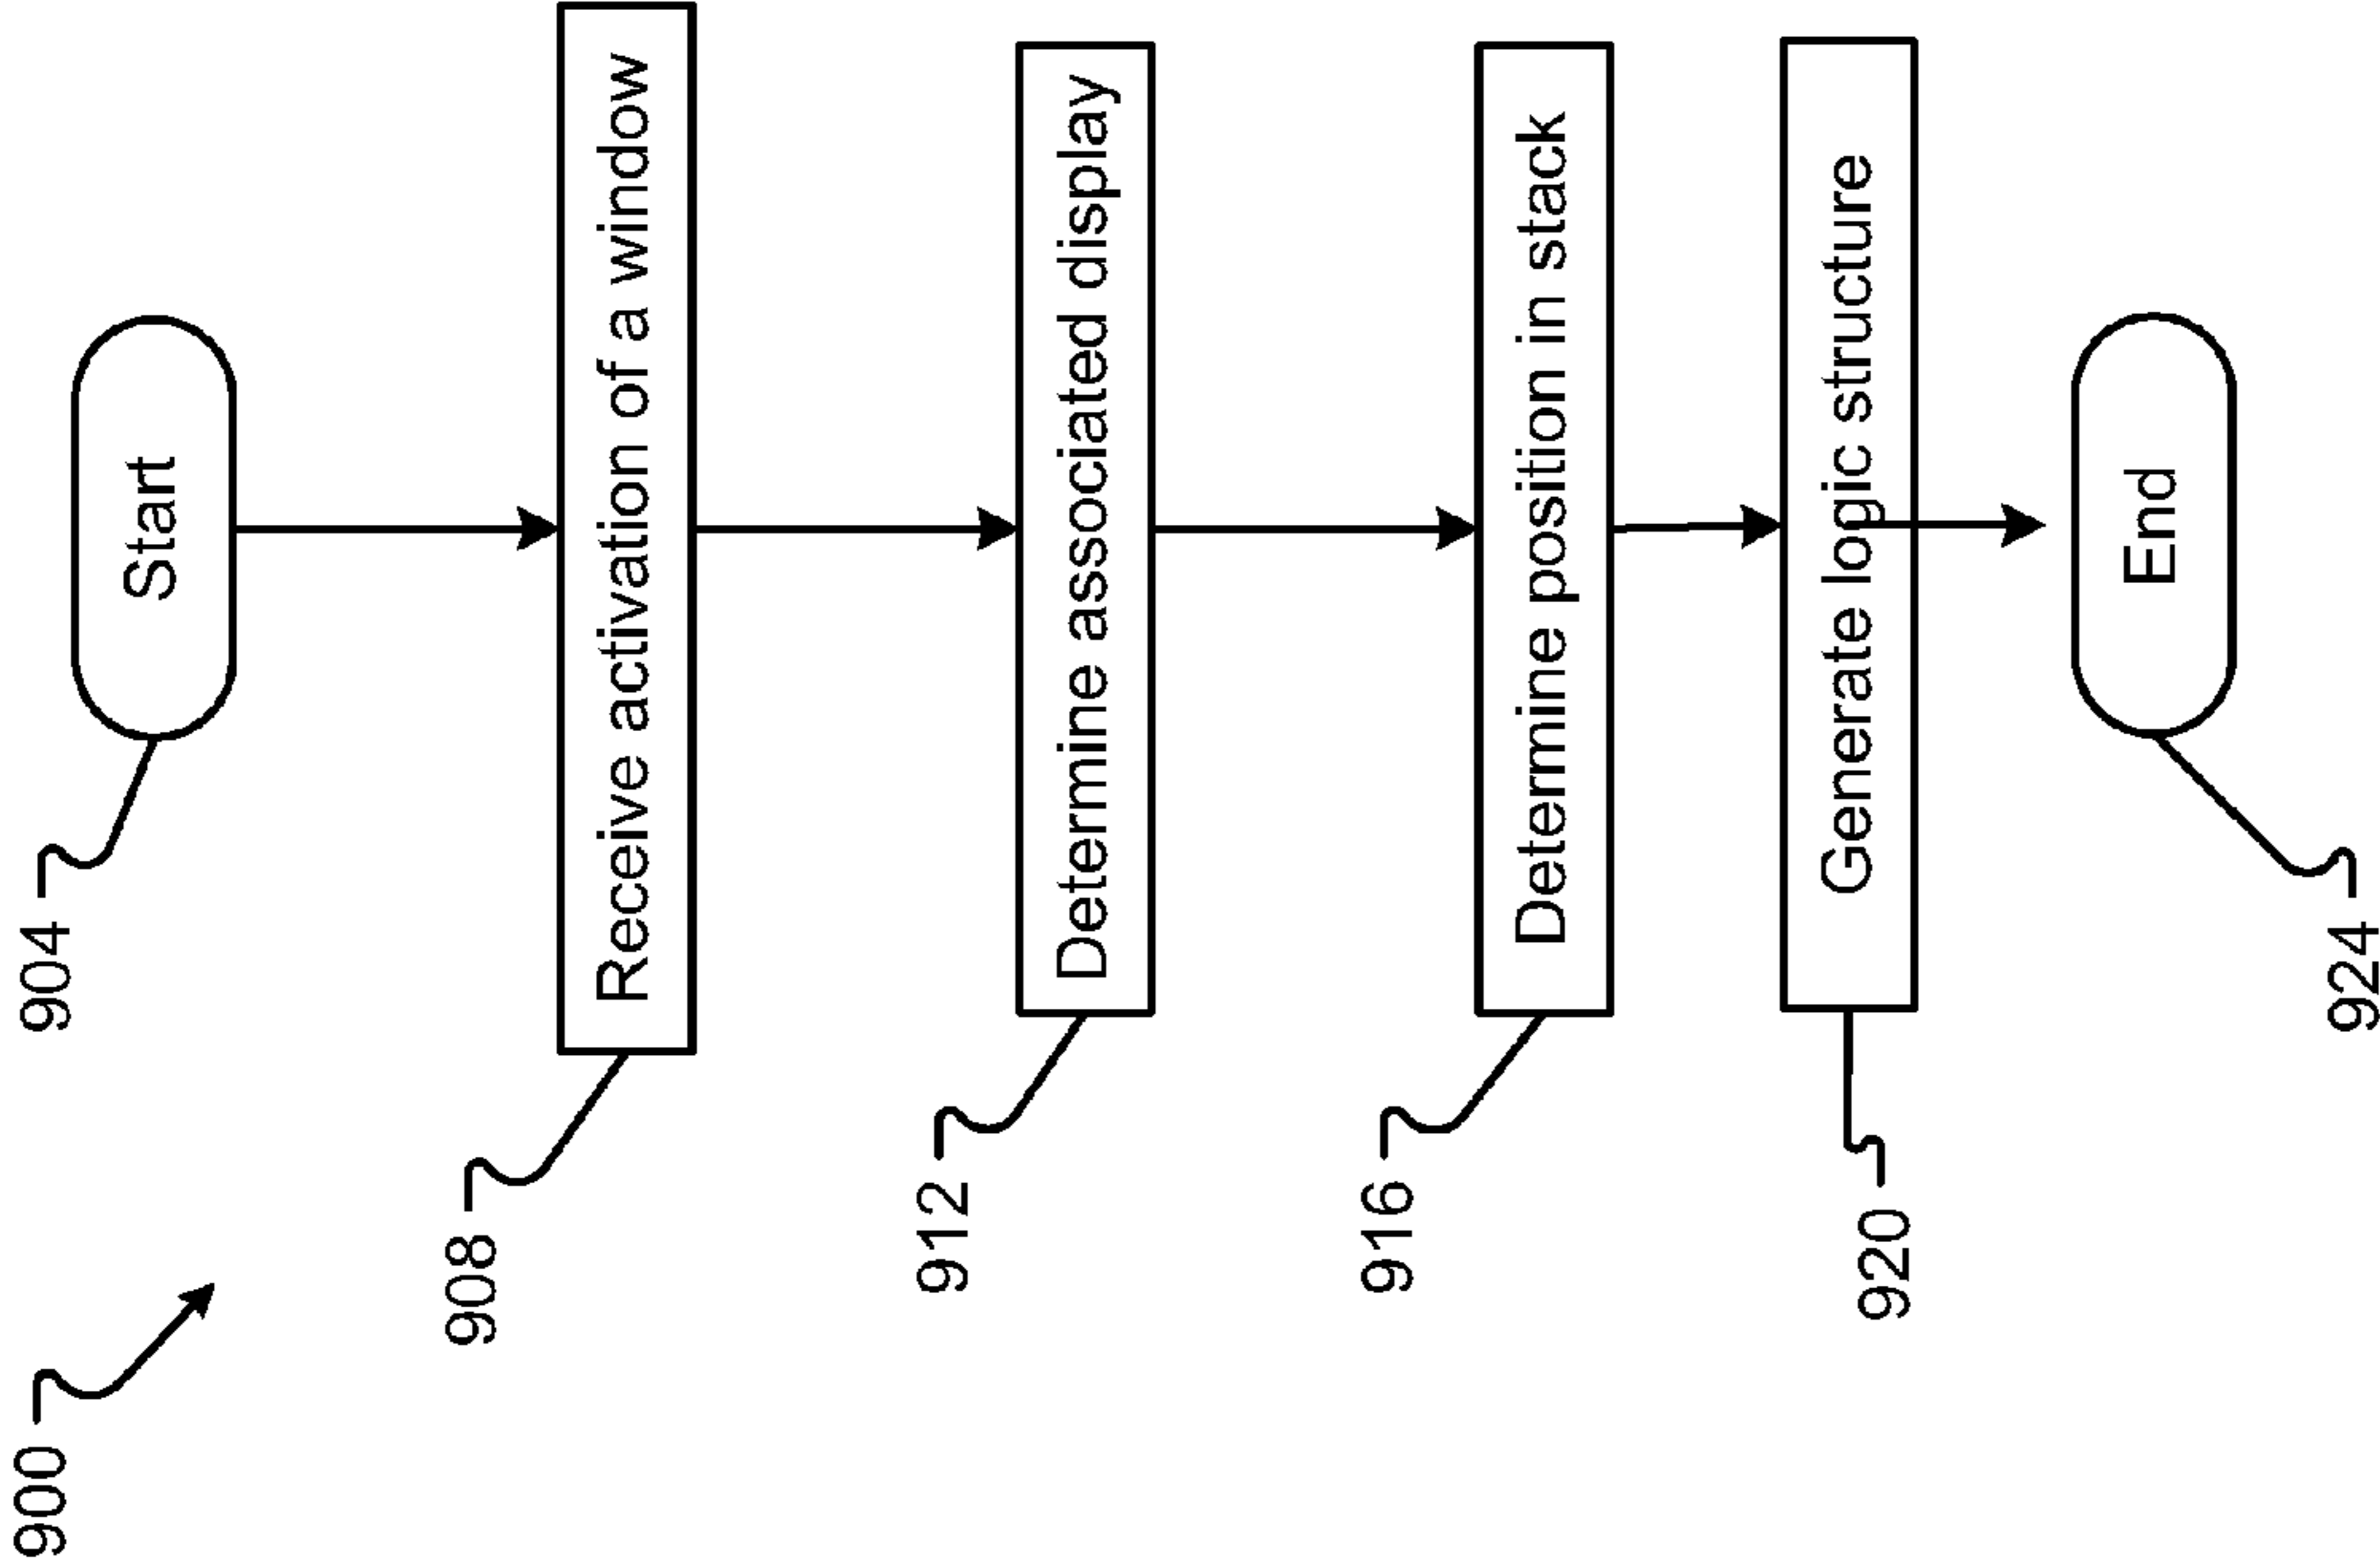 900
904
Start
908
Receive activation of a window
912
Determine associated display
916
Determine position in stack
920
Generate logic structure
924
End